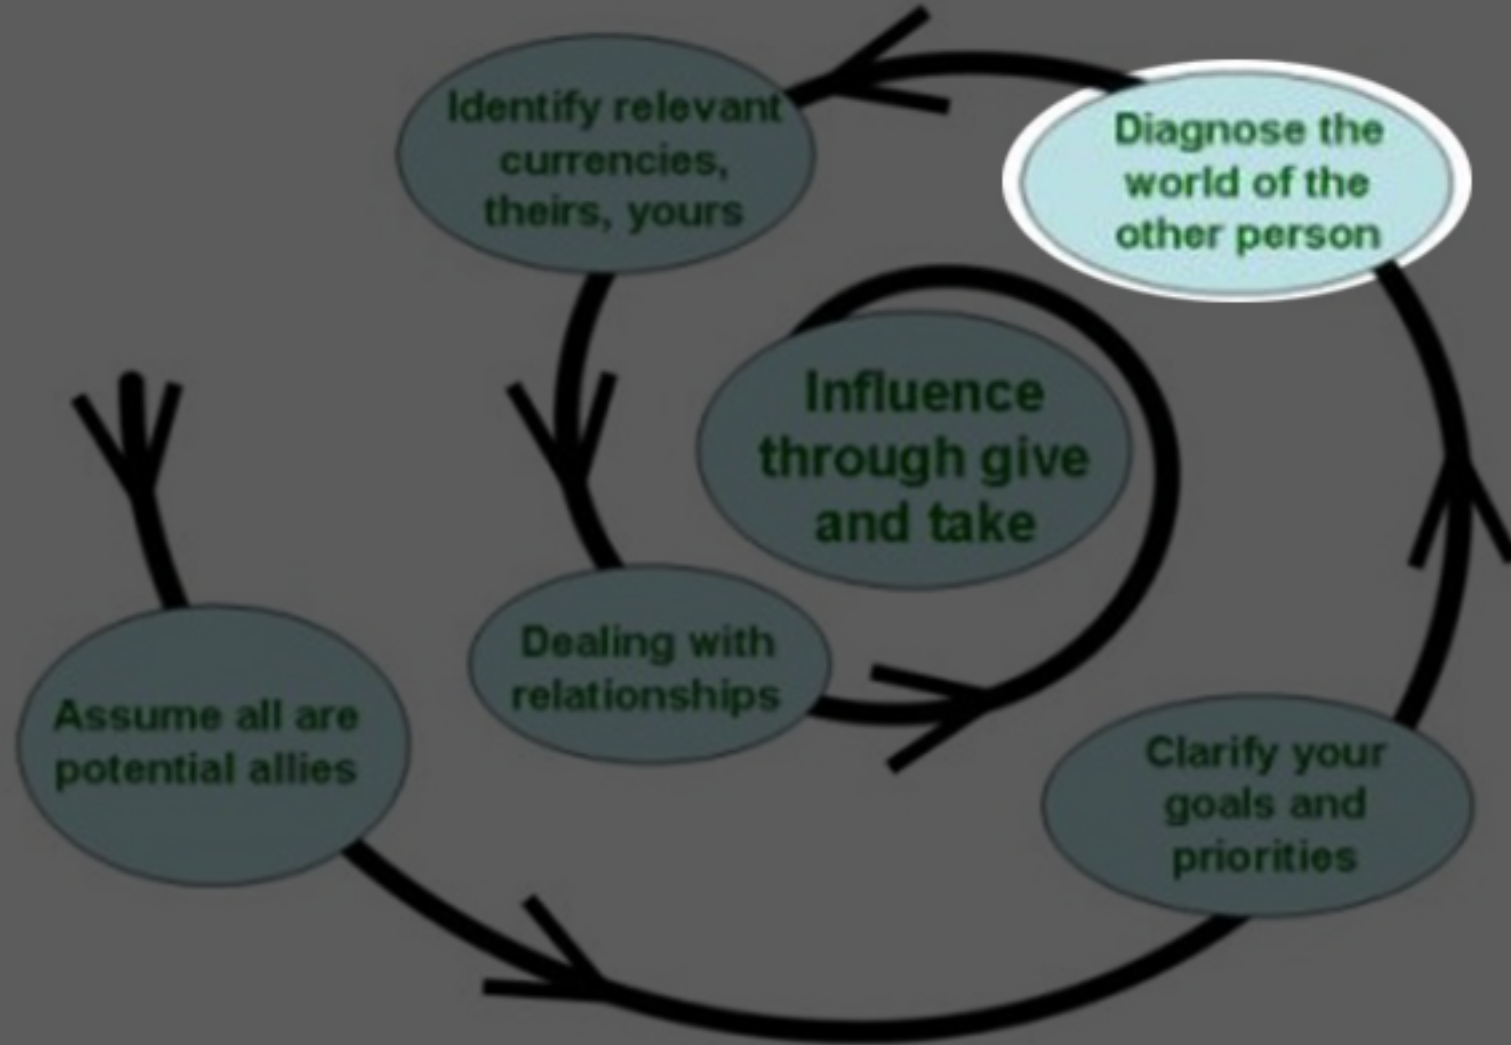 Identify relevant
currencies,
theirs, yours
Diagnose the
world of the
other person
Influence
through give
and take
Dealing with
relationships
Assume all are
potential allies
Clarify your
goals and
priorities